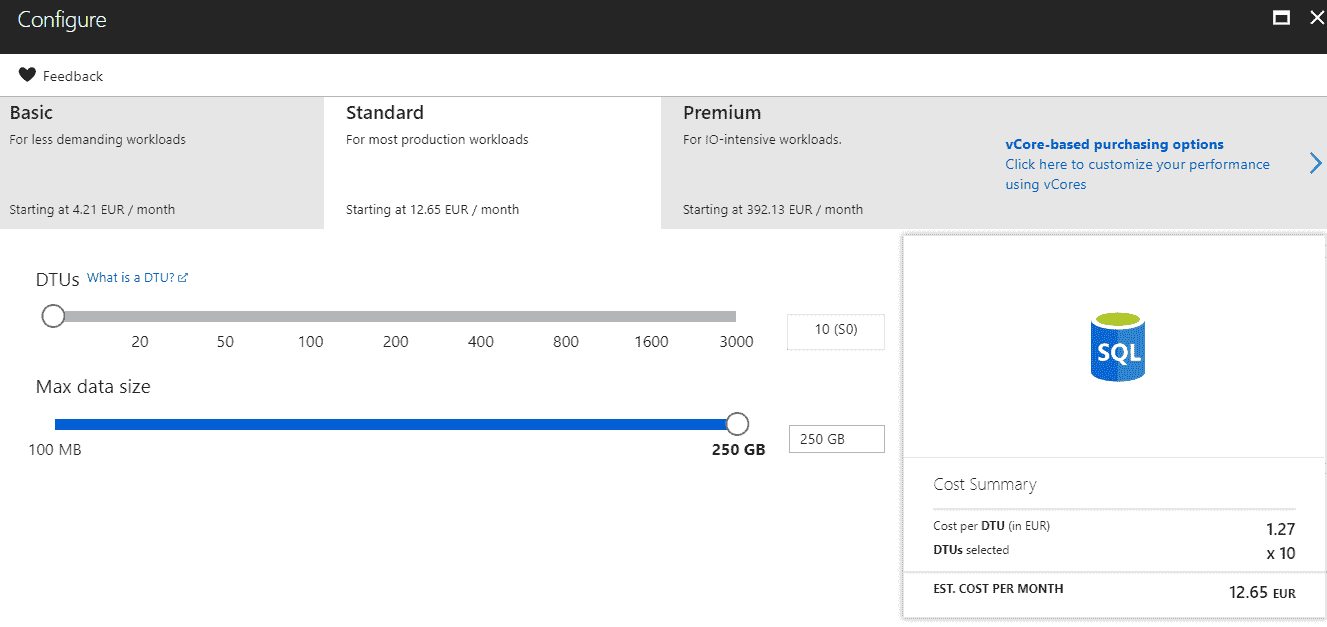 Configure
Feedback
Basic
For less demanding workloads
Starting at 4.21 EUR / month
Standard
For most production workloads
Starting at 12.65 EUR / month
Premium
For IO-intensive workloads.
Starting at 392.13 EUR / month
vCore-based purchasing options
Click here to customize your performance
using vCores
DTUs What is a DTU?
20 50 100 200 400 800 1600 3000
10 (S0)
Max data size
100 MB
250 GB
250 GB
SQL
Cost Summary
Cost per DTU (in EUR) 1.27
DTUs selected x 10
EST. COST PER MONTH 12.65 EUR